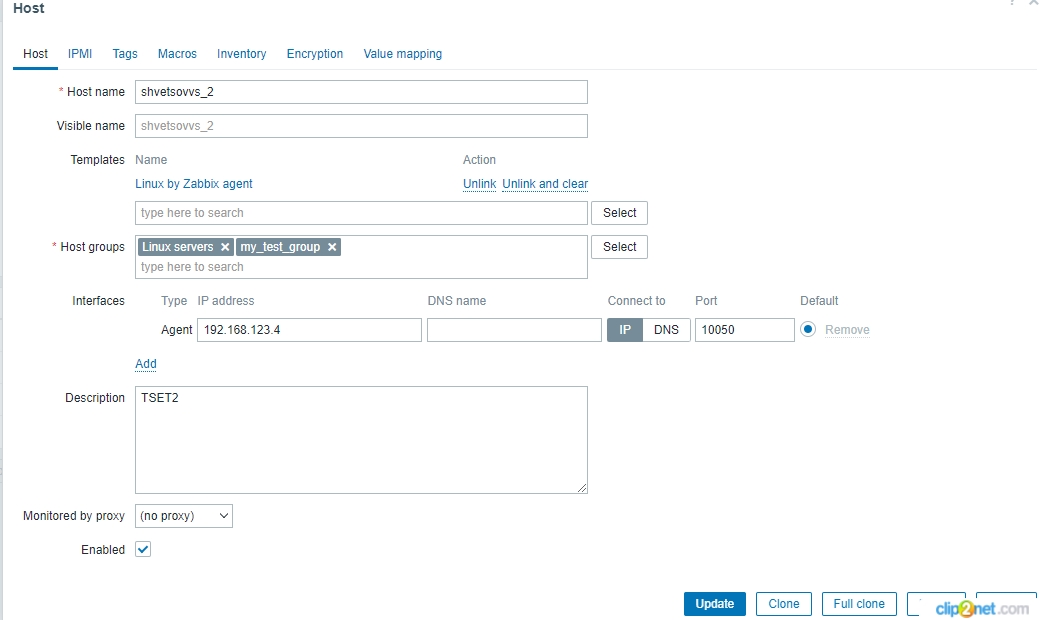 Host
?
Host IPMI Tags Macros Inventory Encryption Value mapping
* Host name shvetsovvs_2
Visible name shvetsovvs_2
Templates Name Action
Linux by Zabbix agent Unlink Unlink and clear
type here to search Select
* Host groups Linux servers × my_test_group × Select
type here to search
Interfaces Type IP address DNS name Connect to Port Default
Agent 192.168.123.4 IP DNS 10050 Remove
Add
Description TSET2
Monitored by proxy (no proxy)
Enabled
Update Clone Full clone
clip2net.com